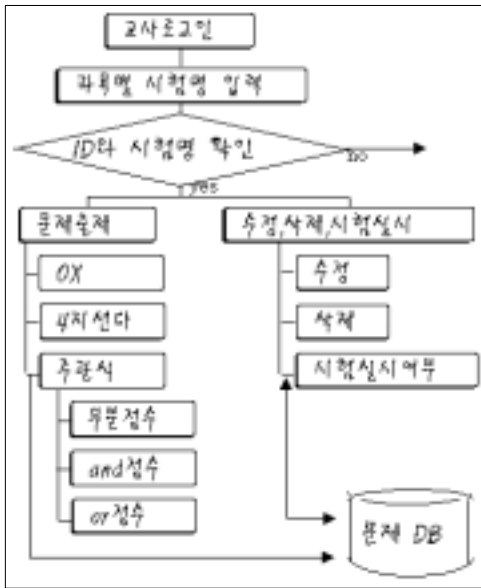 교사로그인
과목별 시험명 입력
ID와 시험명 확인
no
yes
문제출제
수정,삭제,시험실시
OX
수정
4지선다
삭제
주관식
시험실시여부
부분점수
and점수
or점수
문제 DB